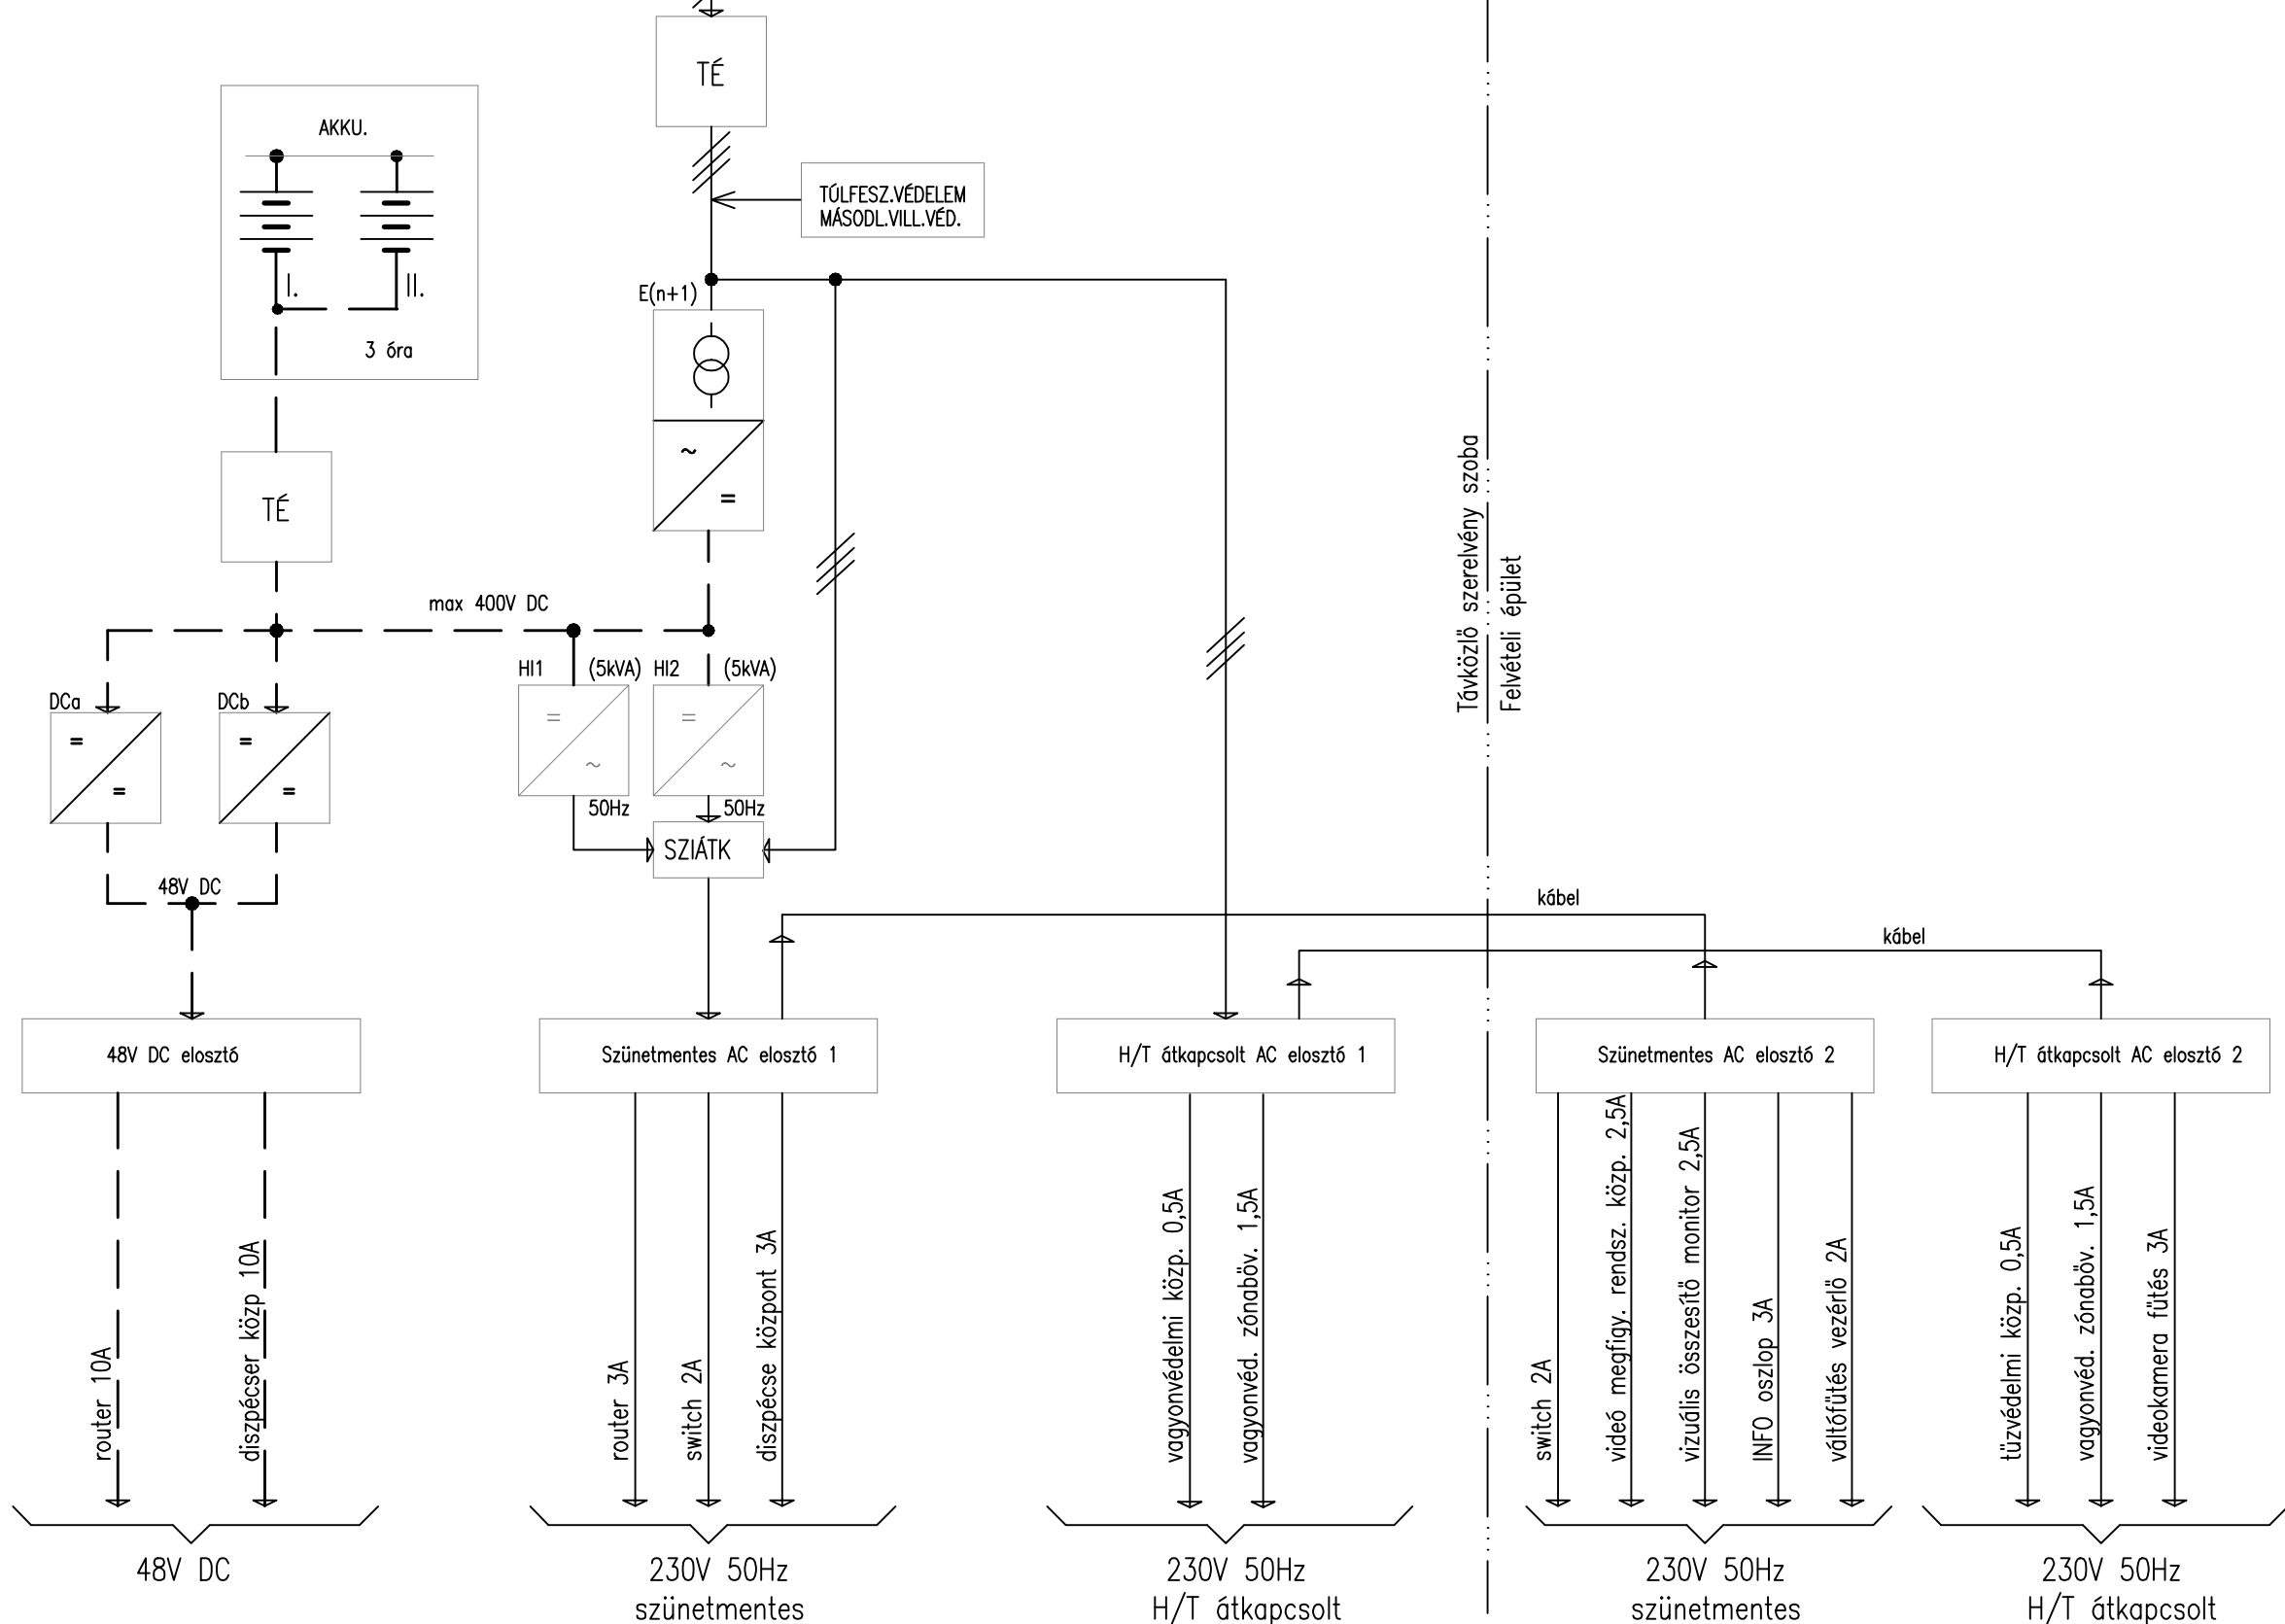 TÉ
AKKU.
TÚLFESZ.VÉDELEM
MÁSODL.VILL.VÉD.
I.
II.
3 óra
E(n+1)
~
=
TÉ
max 400V DC
Távközlő szerelvény szoba
Felvételi épület
HI1
(5kVA)
HI2
(5kVA)
DCa
DCb
=
=
=
=
=
~
=
~
50Hz
50Hz
SZIÁTK
48V DC
kábel
kábel
48V DC elosztó
Szünetmentes AC elosztó 1
H/T átkapcsolt AC elosztó 1
Szünetmentes AC elosztó 2
H/T átkapcsolt AC elosztó 2
router 10A
diszpécser közp 10A
router 3A
switch 2A
diszpécse központ 3A
vagyonvédelmi közp. 0,5A
vagyonvéd. zónabőv. 1,5A
switch 2A
videó megfigy. rendsz. közp. 2,5A
vizuális összesítő monitor 2,5A
INFO oszlop 3A
váltófűtés vezérlő 2A
tűzvédelmi közp. 0,5A
vagyonvéd. zónabőv. 1,5A
videokamera fűtés 3A
48V DC
230V 50Hz
szünetmentes
230V 50Hz
H/T átkapcsolt
230V 50Hz
szünetmentes
230V 50Hz
H/T átkapcsolt